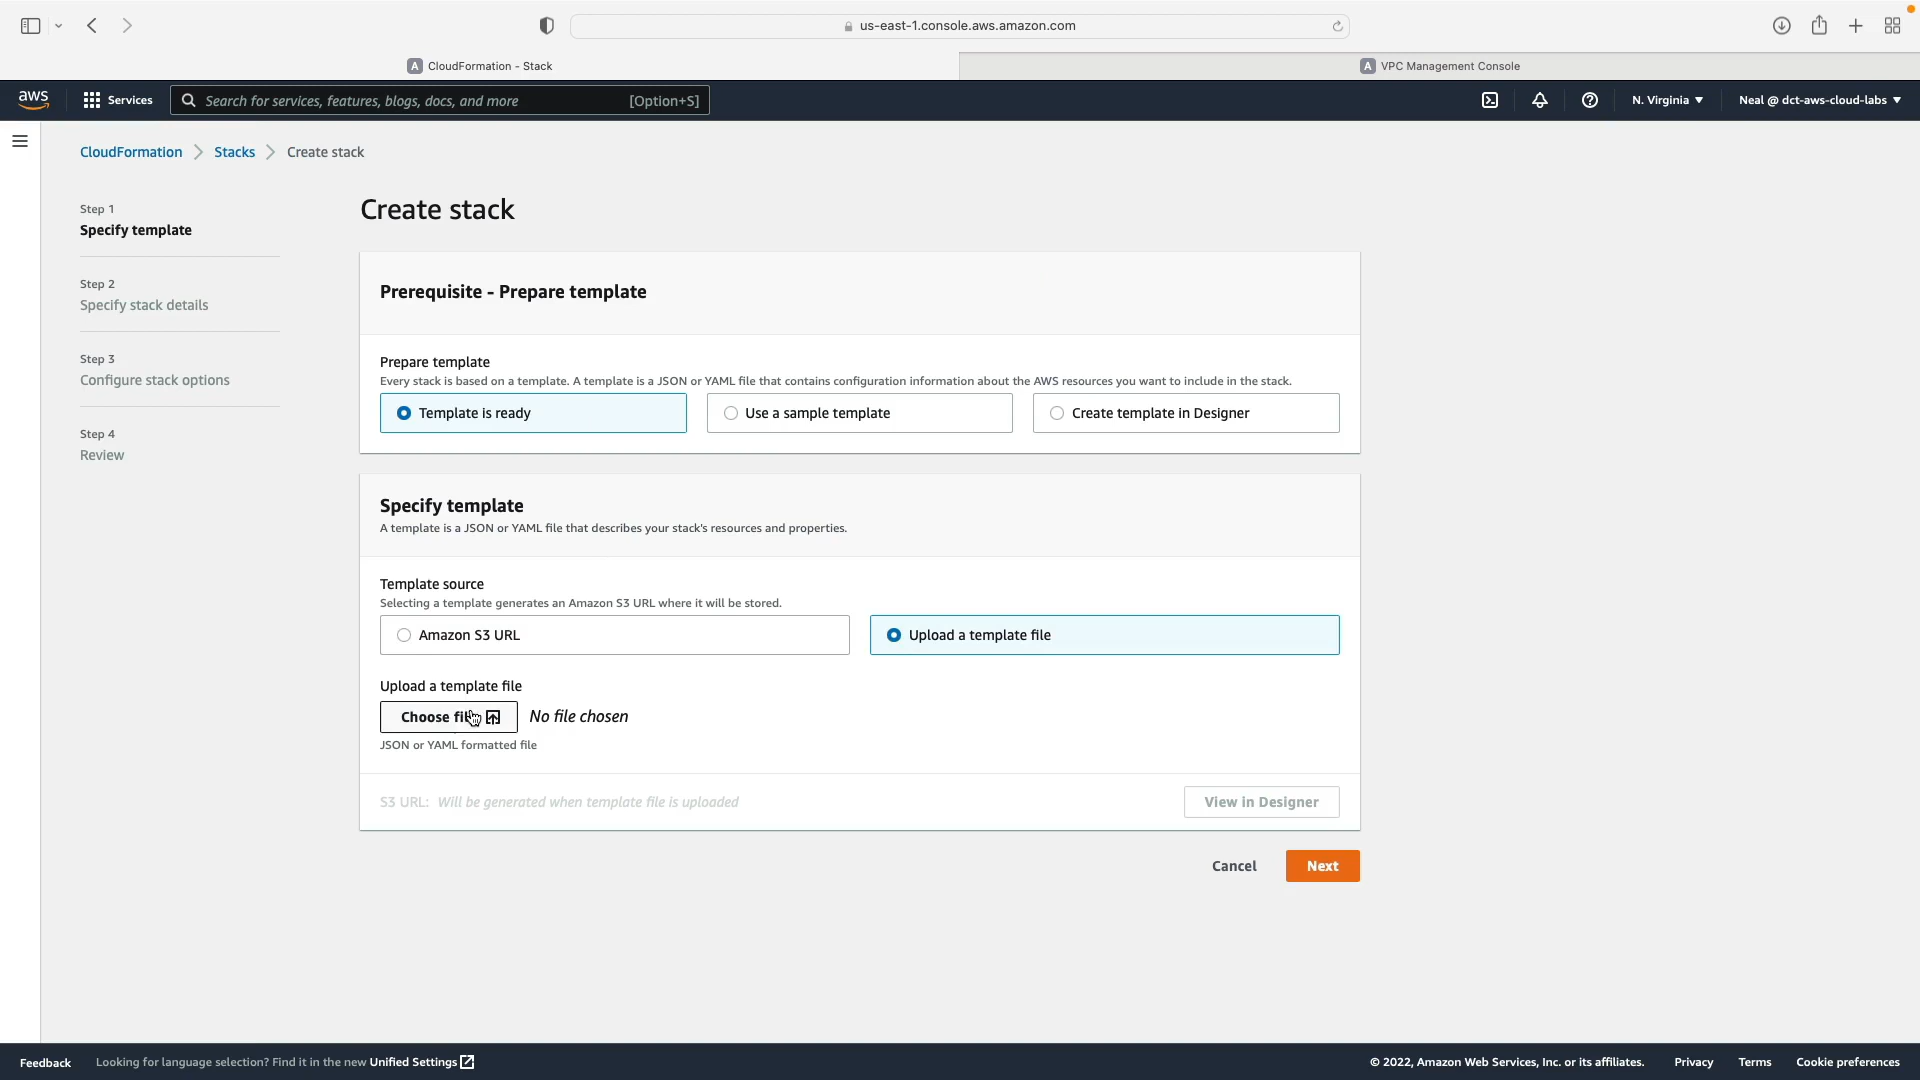 us-east-1.console.aws.amazon.com
A CloudFormation - Stack
A VPC Management Console
aws
Services
Search for services, features, blogs, docs, and more [Option+S]
N. Virginia
Neal @ dct-aws-cloud-labs
CloudFormation
Stacks
Create stack
Step 1
Specify template
Step 2
Specify stack details
Step 3
Configure stack options
Step 4
Review
Create stack
Prerequisite - Prepare template
Prepare template
Every stack is based on a template. A template is a JSON or YAML file that contains configuration information about the AWS resources you want to include in the stack.
Template is ready
Use a sample template
Create template in Designer
Specify template
A template is a JSON or YAML file that describes your stack's resources and properties.
Template source
Selecting a template generates an Amazon S3 URL where it will be stored.
Amazon S3 URL
Upload a template file
Upload a template file
Choose file
No file chosen
JSON or YAML formatted file
S3 URL: Will be generated when template file is uploaded
View in Designer
Cancel
Next
Feedback
Looking for language selection? Find it in the new Unified Settings
© 2022, Amazon Web Services, Inc. or its affiliates.
Privacy
Terms
Cookie preferences